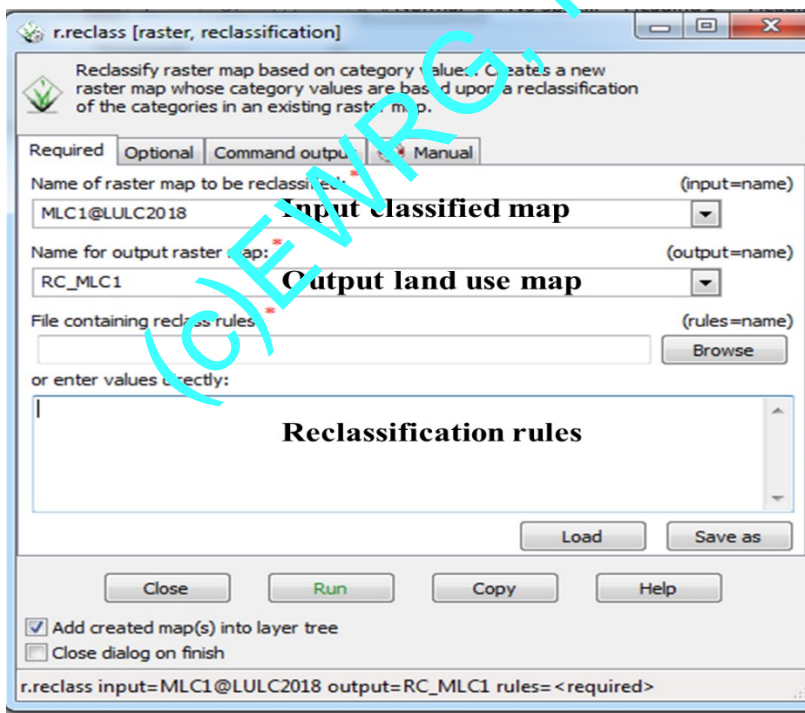 r.reclass [raster, reclassification]
Reclassify raster map based on category values. Creates a new
raster map whose category values are based upon a reclassification
of the categories in an existing raster map.
Required Optional Command output Manual
Name of raster map to be reclassified: * (input=name)
MLC1@LULC2018 Input classified map
Name for output raster map: * (output=name)
RC_MLC1 Output land use map
File containing reclass rules: * (rules=name)
Browse
or enter values directly:
Reclassification rules
Load Save as
Close Run Copy Help
Add created map(s) into layer tree
Close dialog on finish
r.reclass input=MLC1@LULC2018 output=RC_MLC1 rules=<required>
(c)EWRG,